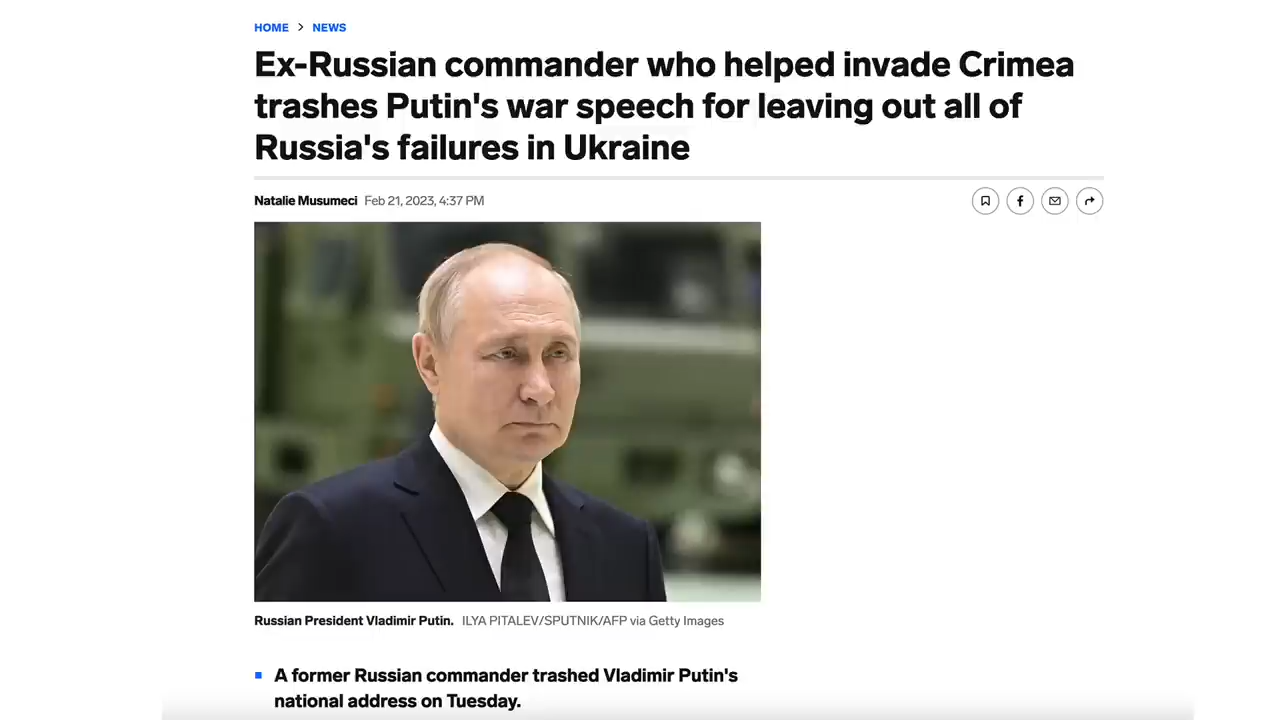 HOME > NEWS
Ex-Russian commander who helped invade Crimea
trashes Putin's war speech for leaving out all of
Russia's failures in Ukraine
Natalie Musumeci Feb 21, 2023, 4:37 PM
Russian President Vladimir Putin. ILYA PITALEV/SPUTNIK/AFP via Getty Images
A former Russian commander trashed Vladimir Putin's
national address on Tuesday.